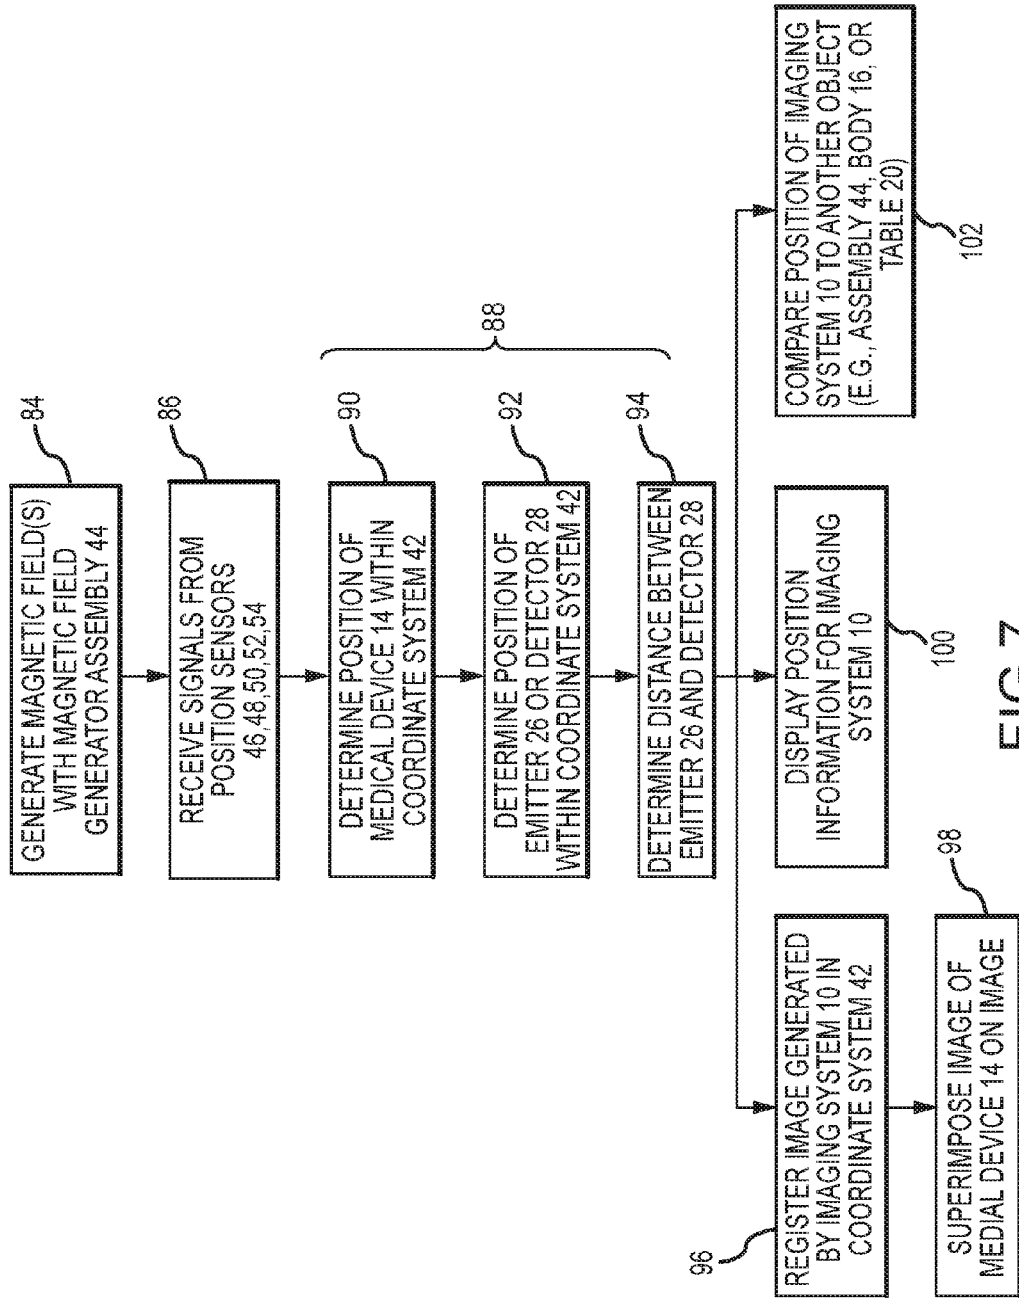 GENERATE MAGNETIC FIELD(S)
WITH MAGNETIC FIELD
GENERATOR ASSEMBLY 44
84
RECEIVE SIGNALS FROM
POSITION SENSORS
46,48,50,52,54
86
DETERMINE POSITION OF
MEDICAL DEVICE 14 WITHIN
COORDINATE SYSTEM 42
90
DETERMINE POSITION OF
EMITTER 26 OR DETECTOR 28
WITHIN COORDINATE SYSTEM 42
92
88
DETERMINE DISTANCE BETWEEN
EMITTER 26 AND DETECTOR 28
94
REGISTER IMAGE GENERATED
BY IMAGING SYSTEM 10 IN
COORDINATE SYSTEM 42
96
SUPERIMPOSE IMAGE OF
MEDIAL DEVICE 14 ON IMAGE
98
DISPLAY POSITION
INFORMATION FOR IMAGING
SYSTEM 10
100
COMPARE POSITION OF IMAGING
SYSTEM 10 TO ANOTHER OBJECT
(E.G., ASSEMBLY 44, BODY 16, OR
TABLE 20)
102
FIG.7